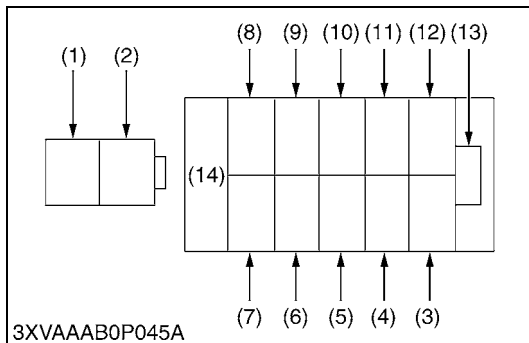 (8) (9) (10) (11) (12) (13)
(1) (2)
(14)
(7) (6) (5) (4) (3)
3XVAAAB0P045A